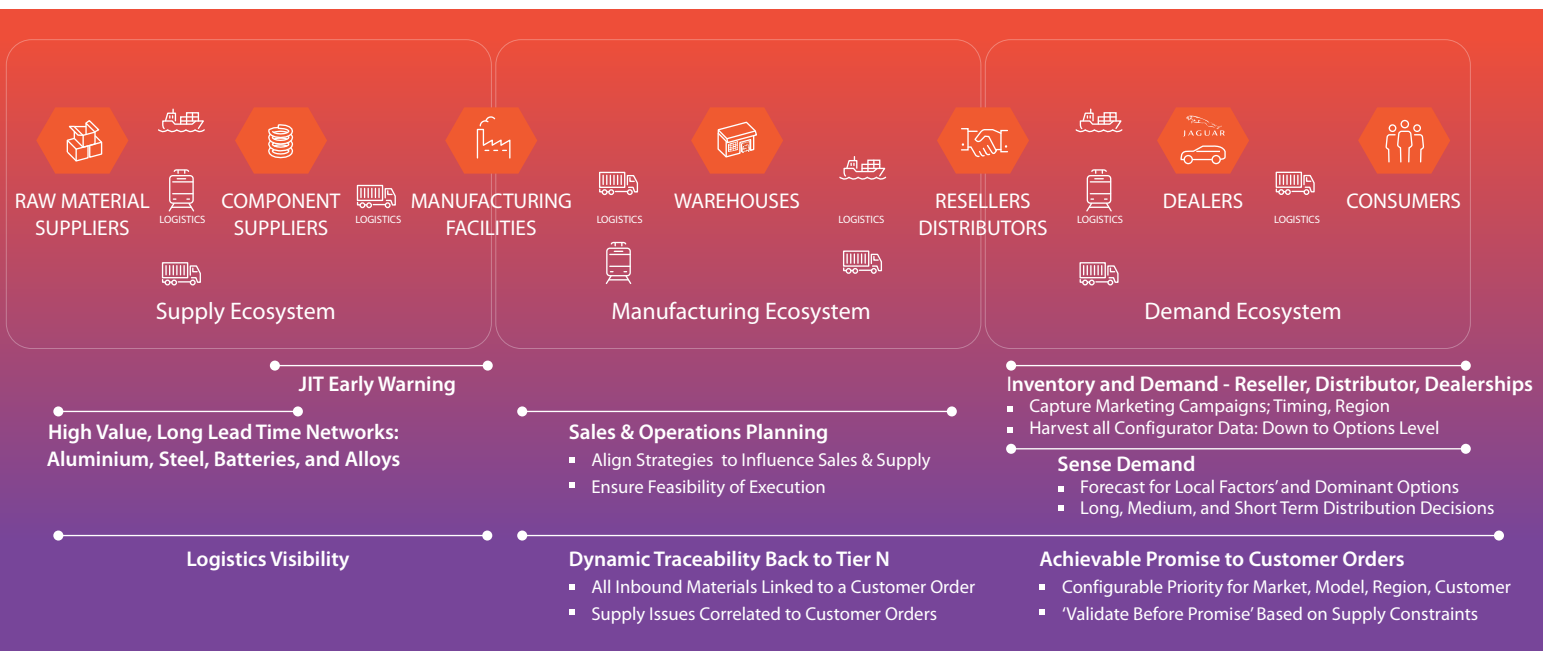 JAGUAR
RAW MATERIAL
SUPPLIERS
LOGISTICS
COMPONENT
SUPPLIERS
LOGISTICS
MANUFACTURING
FACILITIES
LOGISTICS
WAREHOUSES
LOGISTICS
RESELLERS
DISTRIBUTORS
LOGISTICS
DEALERS
LOGISTICS
CONSUMERS
Supply Ecosystem
Manufacturing Ecosystem
Demand Ecosystem
JIT Early Warning
High Value, Long Lead Time Networks:
Aluminium, Steel, Batteries, and Alloys
Sales & Operations Planning
▪ Align Strategies to Influence Sales & Supply
▪ Ensure Feasibility of Execution
Inventory and Demand - Reseller, Distributor, Dealerships
▪ Capture Marketing Campaigns; Timing, Region
▪ Harvest all Configurator Data: Down to Options Level
Sense Demand
▪ Forecast for Local Factors’ and Dominant Options
▪ Long, Medium, and Short Term Distribution Decisions
Logistics Visibility
Dynamic Traceability Back to Tier N
▪ All Inbound Materials Linked to a Customer Order
▪ Supply Issues Correlated to Customer Orders
Achievable Promise to Customer Orders
▪ Configurable Priority for Market, Model, Region, Customer
▪ ‘Validate Before Promise’ Based on Supply Constraints